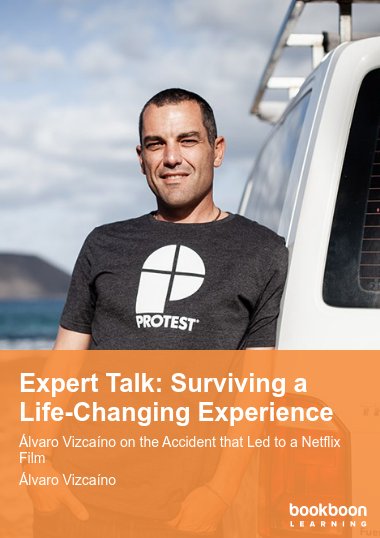 PROTEST
Expert Talk: Surviving a
Life-Changing Experience
Álvaro Vizcaíno on the Accident that Led to a Netflix
Film
Álvaro Vizcaíno
bookboon
LEARNING